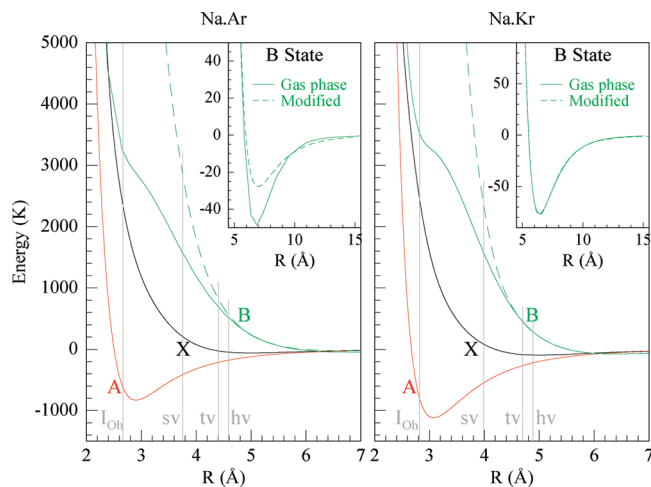 Na.Ar
Na.Kr
5000
4000
3000
2000
1000
0
-1000
Energy (K)
B State
Gas phase
Modified
40
20
0
-20
-40
5
10
15
R (Å)
B State
Gas phase
Modified
50
0
-50
5
10
15
R (Å)
B
X
A
I_Oh
sv
tv
hv
B
X
A
I_Oh
sv
tv
hv
2
3
4
5
6
7
2
3
4
5
6
7
R (Å)
R (Å)